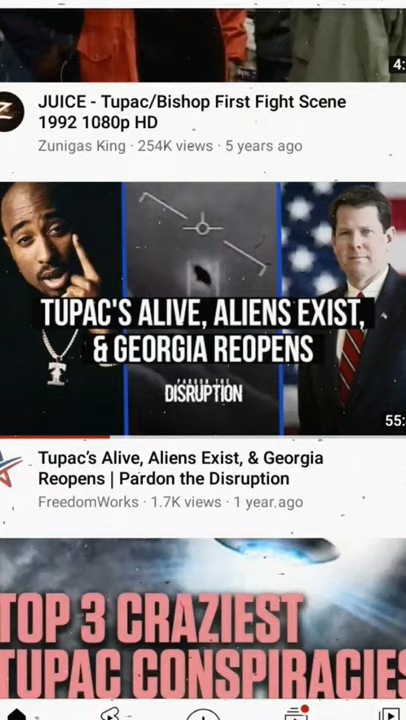 4:
JUICE - Tupac/Bishop First Fight Scene
1992 1080p HD
Zunigas King · 254K views · 5 years ago
TUPAC'S ALIVE, ALIENS EXIST,
& GEORGIA REOPENS
PARDON THE
DISRUPTION
55:
Tupac’s Alive, Aliens Exist, & Georgia
Reopens | Pardon the Disruption
FreedomWorks · 1.7K views · 1 year ago
TOP 3 CRAZIEST
TUPAC CONSPIRACIES